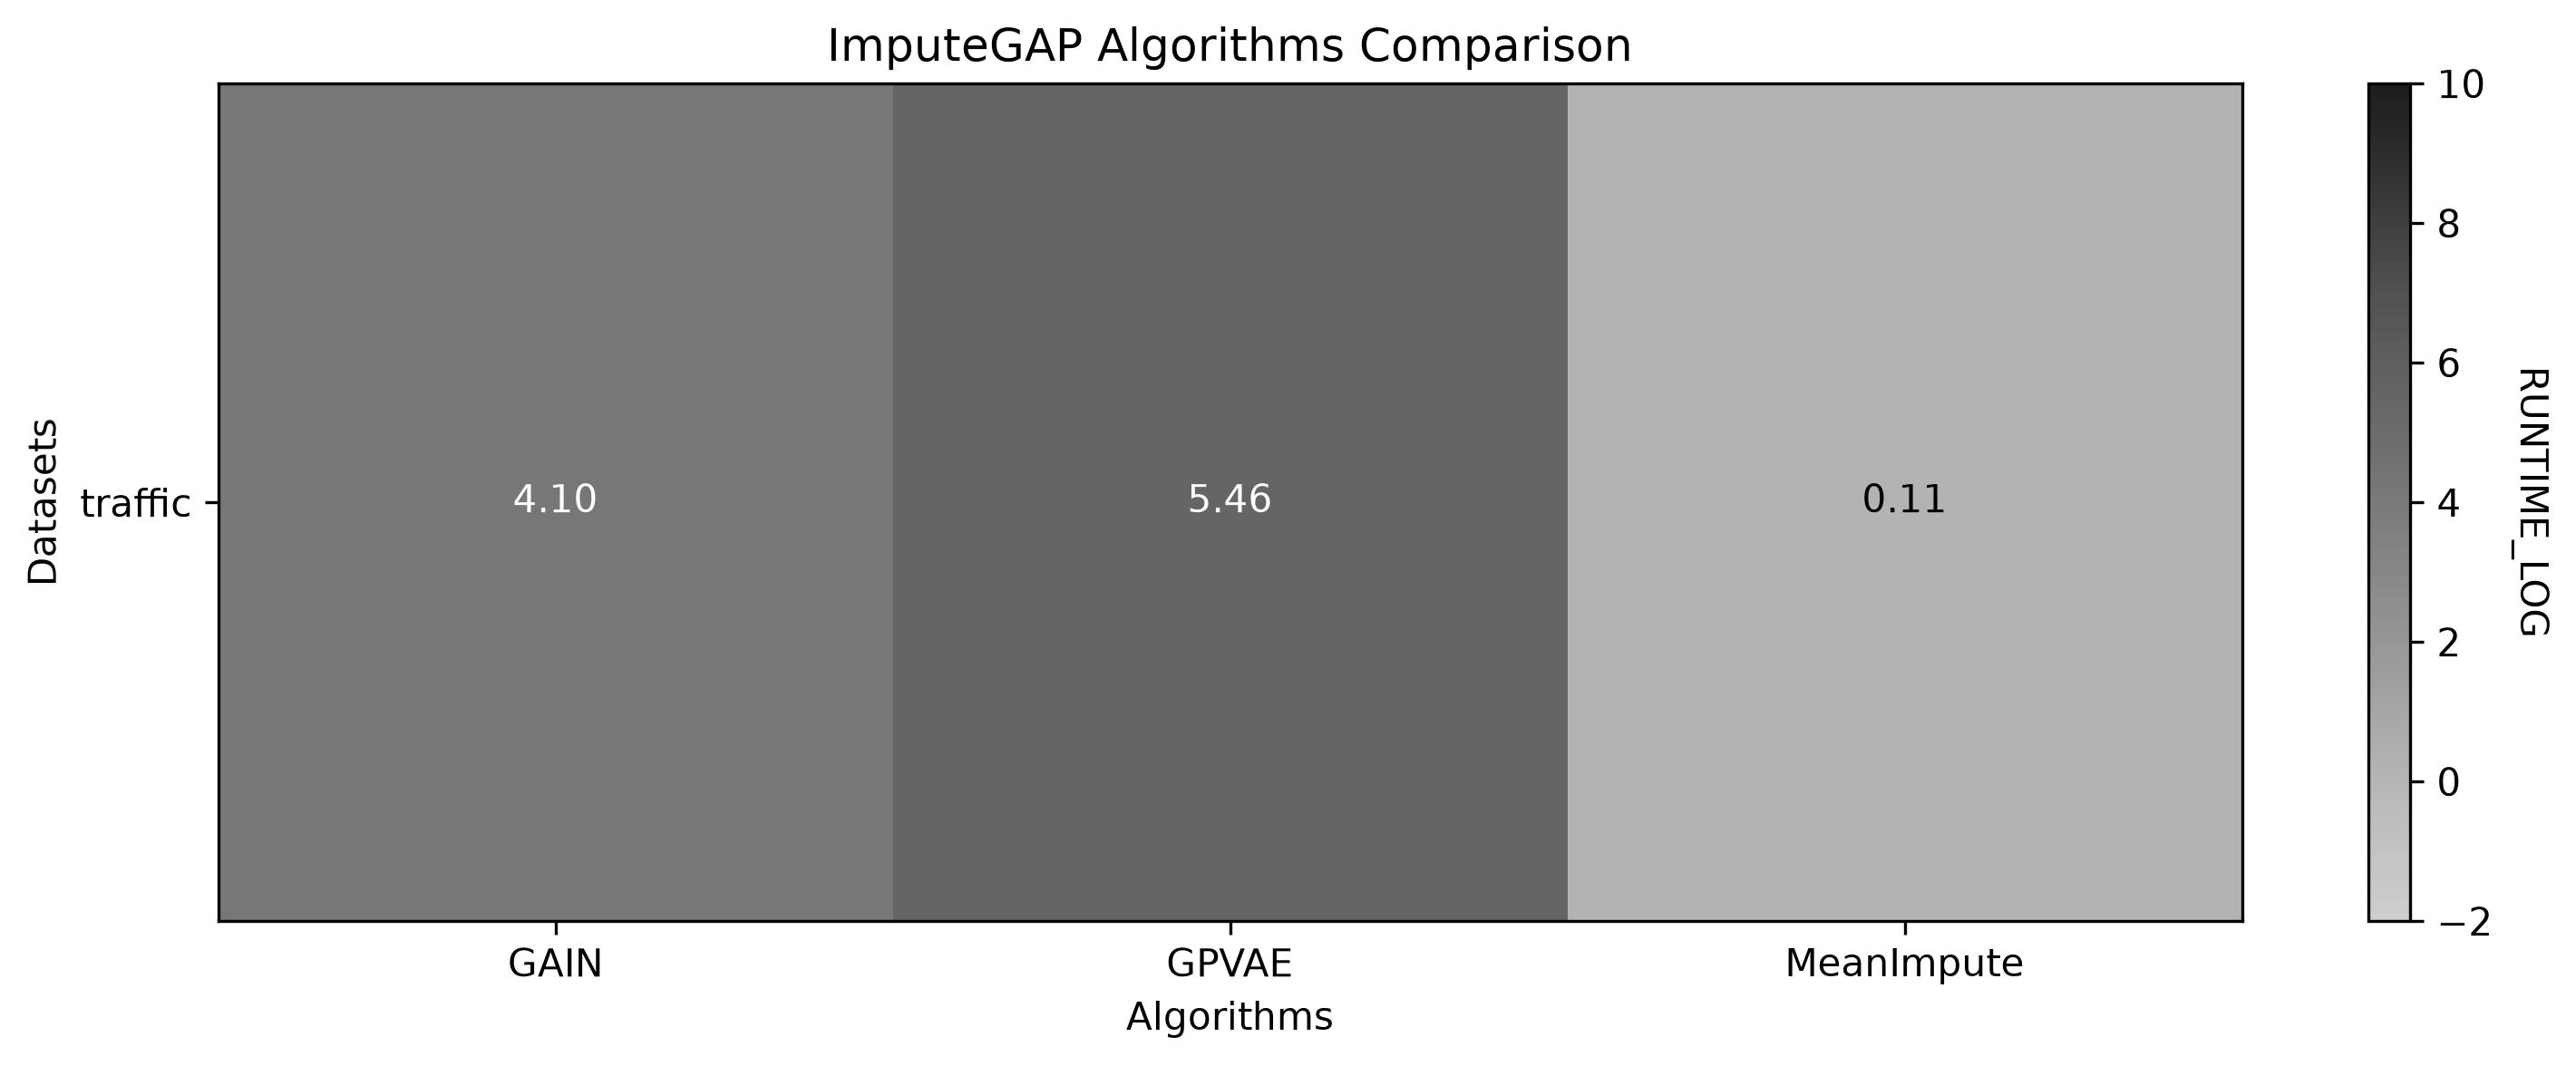 ImputeGAP Algorithms Comparison
Datasets
traffic
4.10
5.46
0.11
GAIN
GPVAE
MeanImpute
Algorithms
10
8
6
4
2
0
−2
RUNTIME_LOG